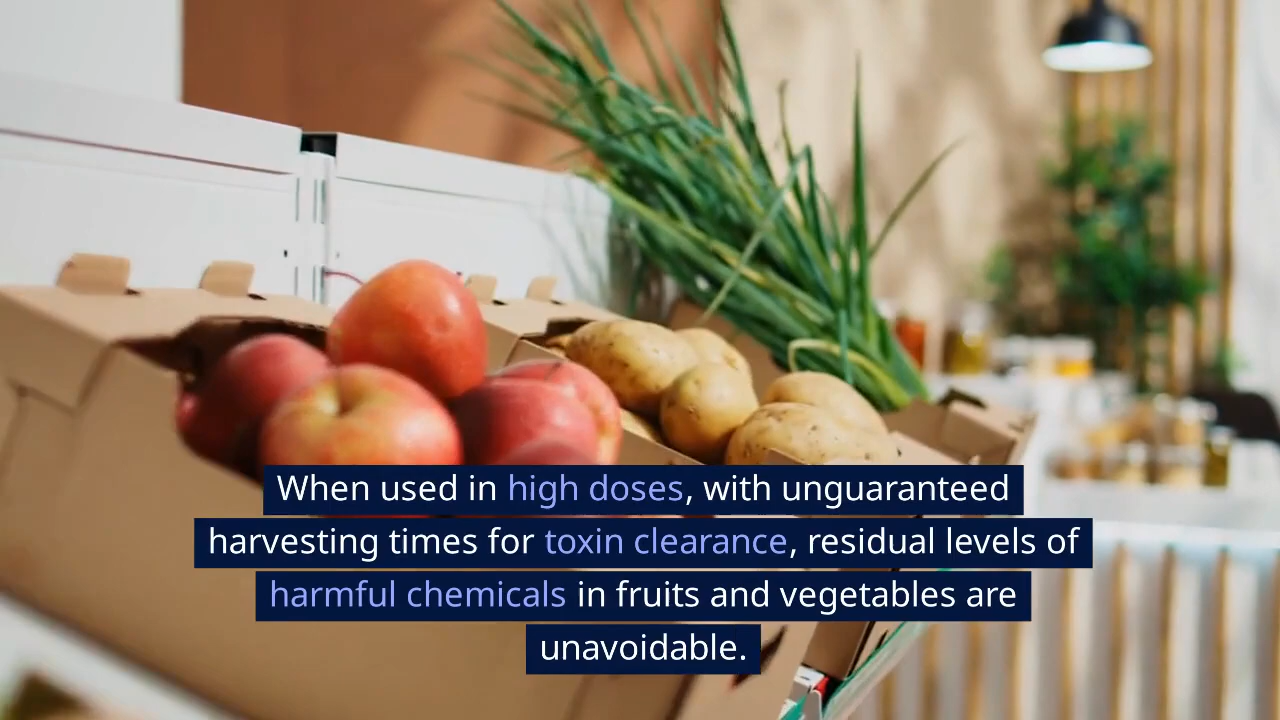 When used in high doses, with unguaranteed
harvesting times for toxin clearance, residual levels of
harmful chemicals in fruits and vegetables are
unavoidable.